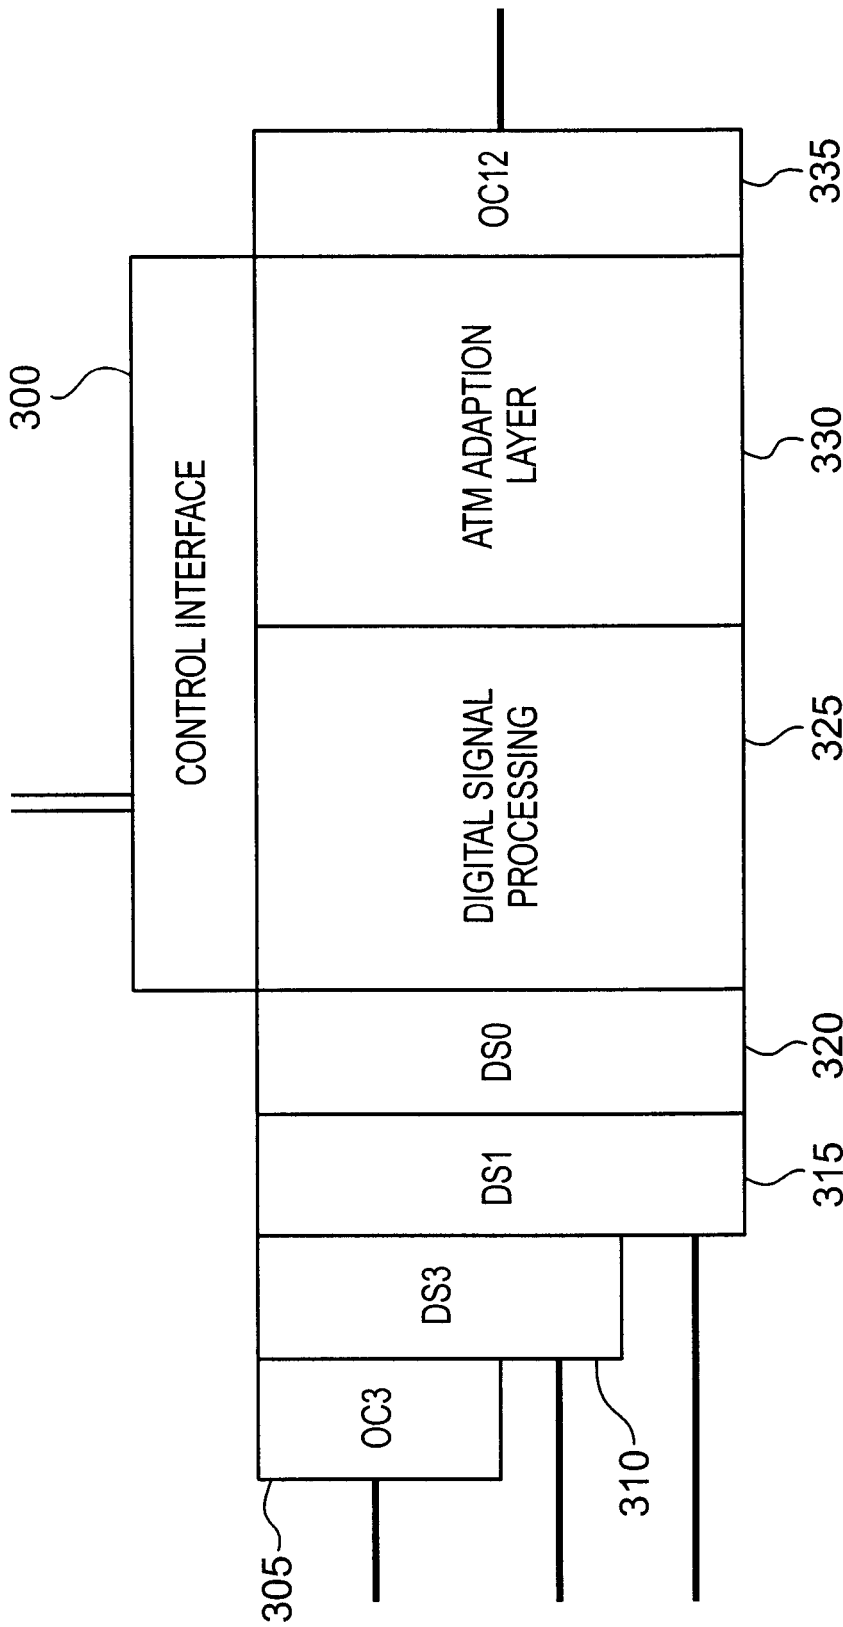 300
CONTROL INTERFACE
305
OC3
DS3
310
DS1
315
DS0
320
DIGITAL SIGNAL
PROCESSING
325
ATM ADAPTION
LAYER
330
OC12
335